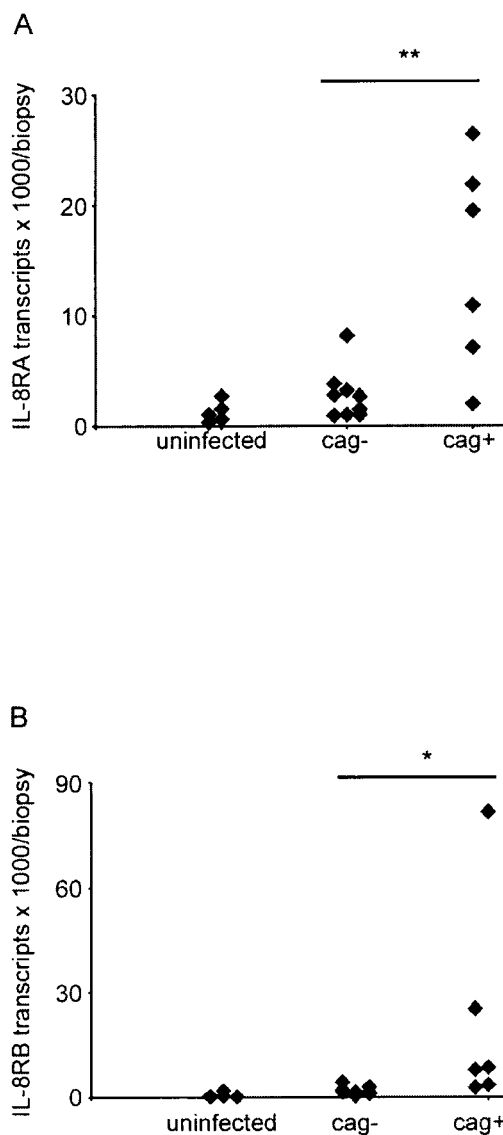 A
**
IL-8RA transcripts x 1000/biopsy
30
20
10
0
uninfected cag- cag+
B
*
IL-8RB transcripts x 1000/biopsy
90
60
30
0
uninfected cag- cag+